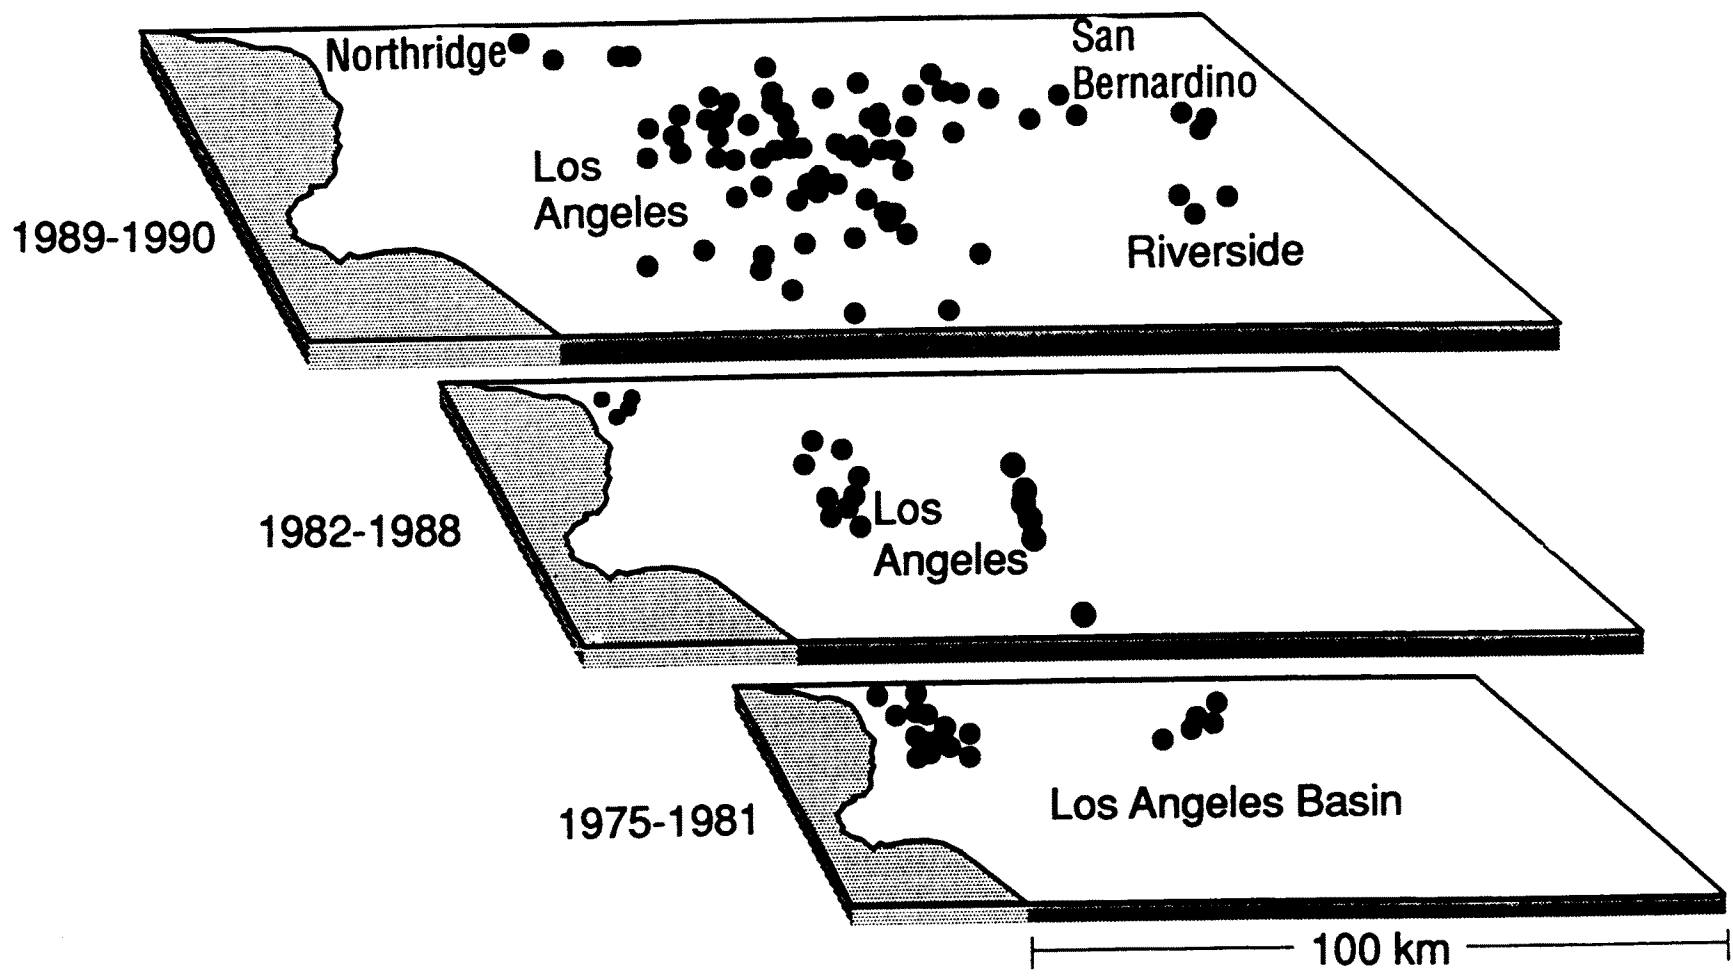 Northridge
San
Bernardino
Los
Angeles
1989-1990
Riverside
1982-1988
Los
Angeles
1975-1981
Los Angeles Basin
100 km